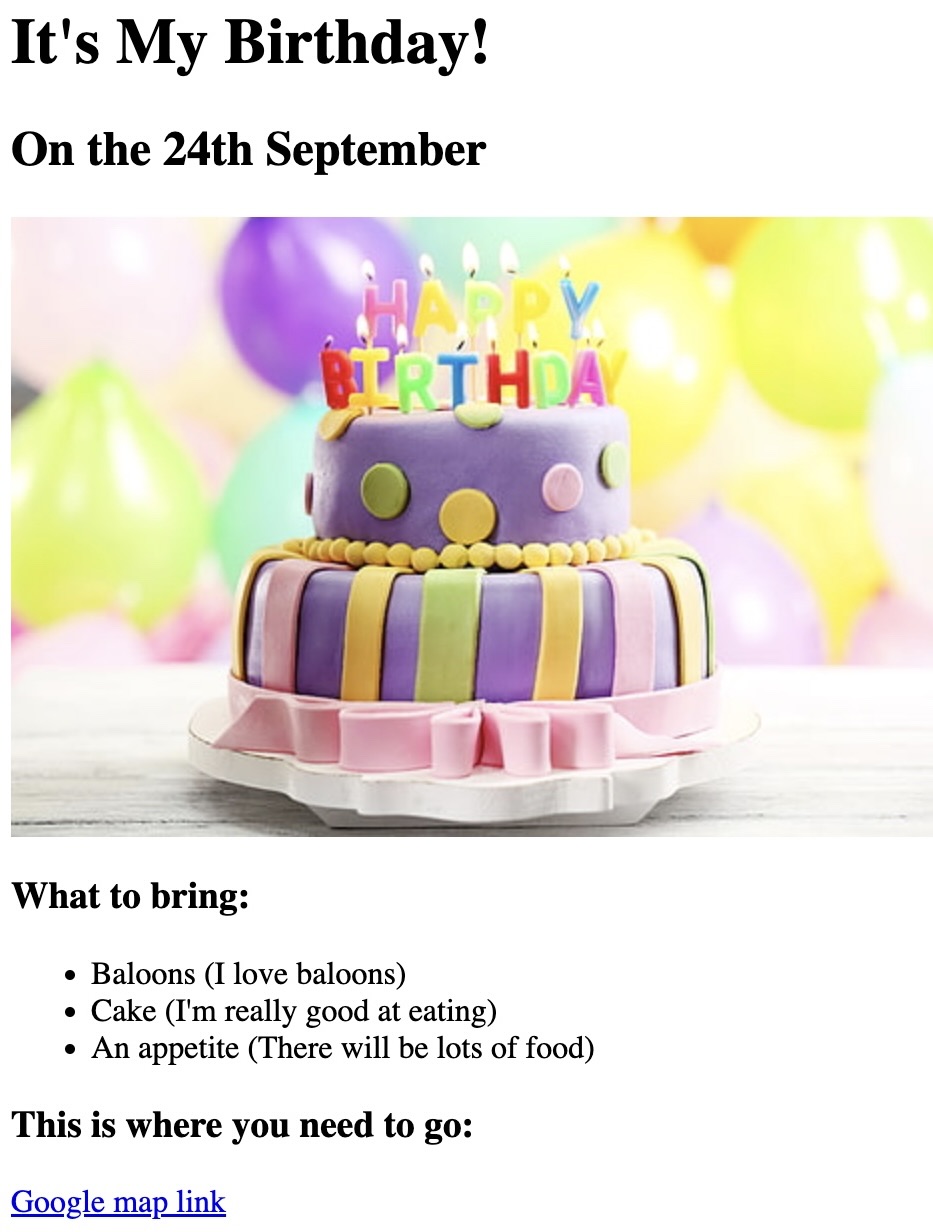 It's My Birthday!
On the 24th September
HAPPY
BIRTHDAY
What to bring:
Baloons (I love baloons)
Cake (I'm really good at eating)
An appetite (There will be lots of food)
This is where you need to go:
Google map link